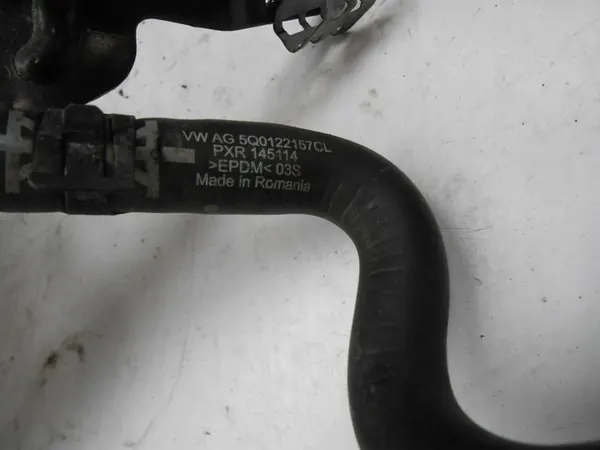 VW AG 5Q0122157CL
PXR 145114
>EPDM< 03S
Made in Romania